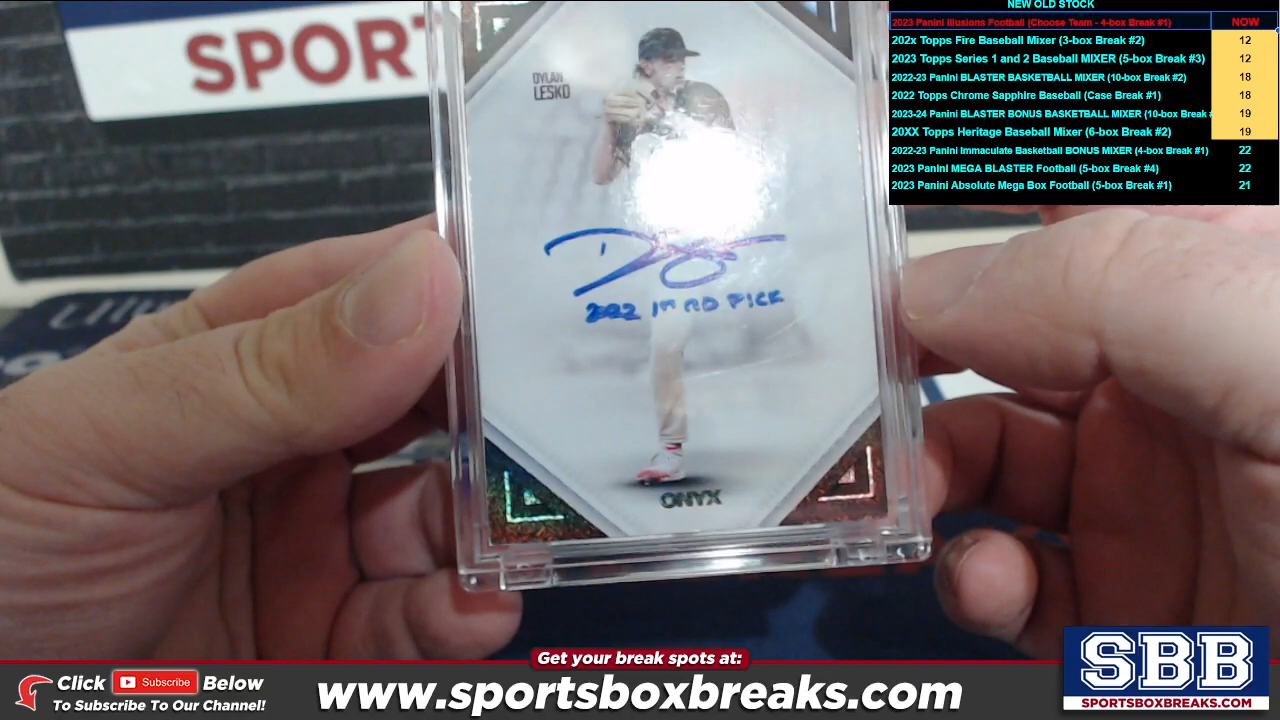 NEW OLD STOCK
2023 Panini Illusions Football (Choose Team - 4-box Break #1) NOW
202x Topps Fire Baseball Mixer (3-box Break #2) 12
2023 Topps Series 1 and 2 Baseball MIXER (5-box Break #3) 12
2022-23 Panini BLASTER BASKETBALL MIXER (10-box Break #2) 18
2022 Topps Chrome Sapphire Baseball (Case Break #1) 18
2023-24 Panini BLASTER BONUS BASKETBALL MIXER (10-box Break # 19
20XX Topps Heritage Baseball Mixer (6-box Break #2) 19
2022-23 Panini Immaculate Basketball BONUS MIXER (4-box Break #1) 22
2023 Panini MEGA BLASTER Football (5-box Break #4) 22
2023 Panini Absolute Mega Box Football (5-box Break #1) 21
SPORT
DYLAN
LESKO
2022 1st RD PICK
ONYX
Get your break spots at:
Click Subscribe Below
To Subscribe To Our Channel!
www.sportsboxbreaks.com
SBB
SPORTSBOXBREAKS.COM